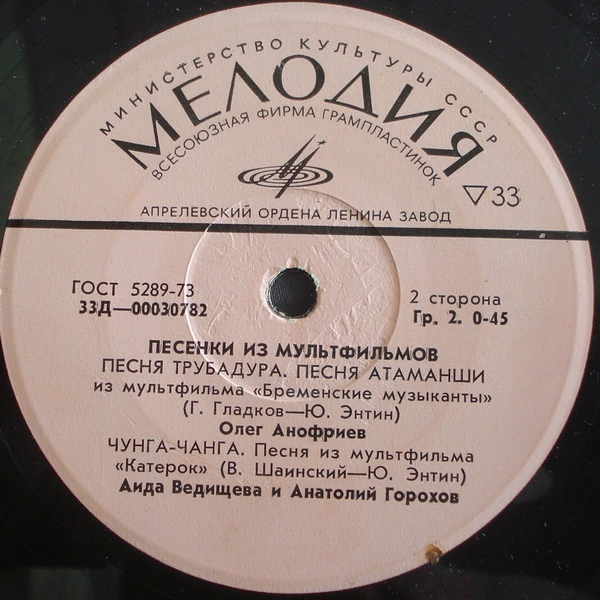 МИНИСТЕРСТВО КУЛЬТУРЫ СССР
МЕЛОДИЯ
ВСЕСОЮЗНАЯ ФИРМА ГРАМПЛАСТИНОК
33
АПРЕЛЕВСКИЙ ОРДЕНА ЛЕНИНА ЗАВОД
ГОСТ 5289-73
33Д—00030782
2 сторона
Гр. 2. 0-45
ПЕСЕНКИ ИЗ МУЛЬТФИЛЬМОВ
ПЕСНЯ ТРУБАДУРА. ПЕСНЯ АТАМАНШИ
из мультфильма «Бременские музыканты»
(Г. Гладков—Ю. Энтин)
Олег Анофриев
ЧУНГА-ЧАНГА. Песня из мультфильма
«Катерок» (В. Шаинский—Ю. Энтин)
Аида Ведищева и Анатолий Горохов